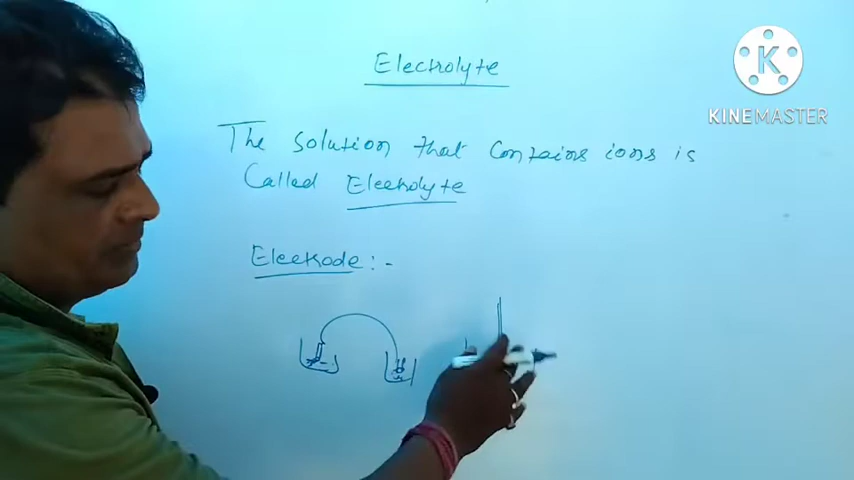 Electrolyte
KINEMASTER
The Solution that Contains ions is
Called Electrolyte
Electrode:-